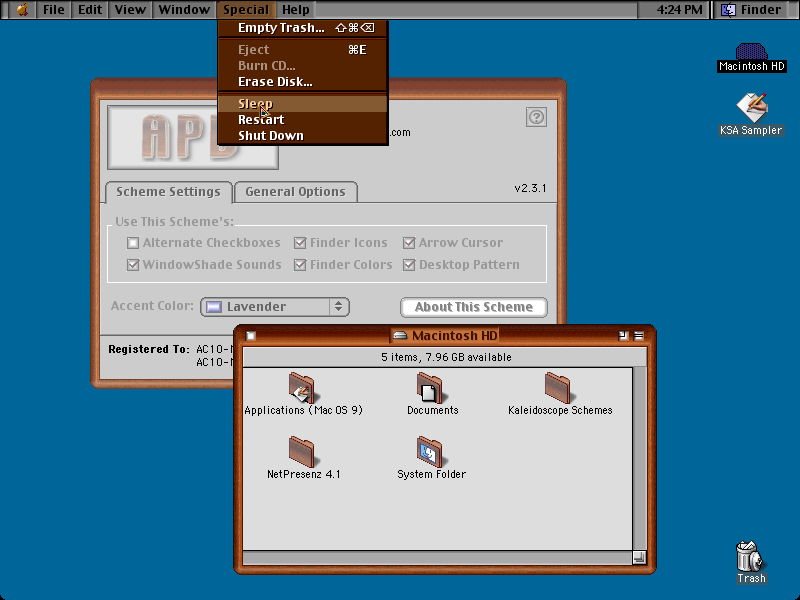 File Edit View Window Special Help 4:24 PM Finder
Empty Trash... ⇧⌘⌫
Eject ⌘E
Burn CD...
Erase Disk...
Sleep
Restart
Shut Down
Macintosh HD
KSA Sampler
.com
Scheme Settings General Options v2.3.1
Use This Scheme's:
Alternate Checkboxes Finder Icons Arrow Cursor
WindowShade Sounds Finder Colors Desktop Pattern
Accent Color: Lavender About This Scheme
Registered To: AC10-
AC10-
Macintosh HD
5 items, 7.96 GB available
Applications (Mac OS 9) Documents Kaleidoscope Schemes
NetPresenz 4.1 System Folder
Trash